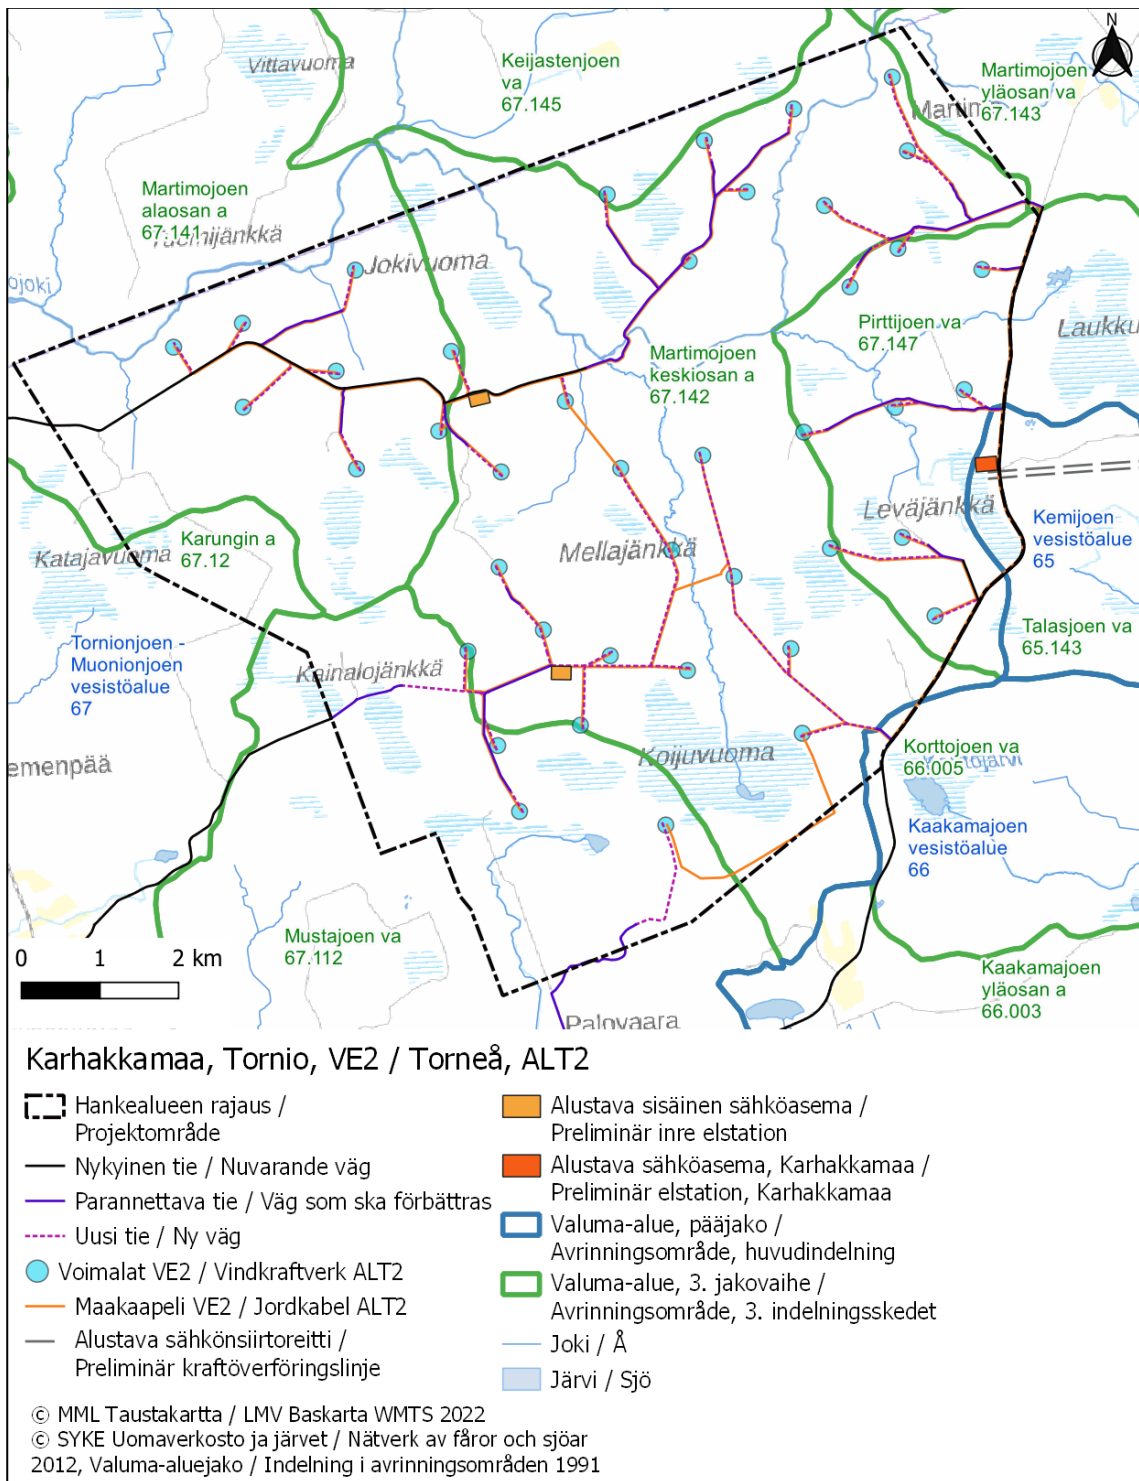 N
Vittavuoma
Keijastenjoen
va
67.145
Martimojoen
yläosan va
67.143
Martimojoen
alaosan a
67.141
Jokivuoma
Pirttijoen va
67.147
Laukku
Martimojoen
keskiosan a
67.142
Leväjänkkä
Karungin a
67.12
Katajavuoma
Mellajänkkä
Kemijoen
vesistöalue
65
Tornionjoen -
Muonionjoen
vesistöalue
67
Talasjoen va
65.143
Kainalojänkkä
emenpää
Koijuvuoma
Korttojoen va
66.005
Kaakamajoen
vesistöalue
66
Mustajoen va
67.112
Kaakamajoen
yläosan a
66.003
Palovaara
0 1 2 km
Karhakkamaa, Tornio, VE2 / Torneå, ALT2
Hankealueen rajaus /
Projektområde
Nykyinen tie / Nuvarande väg
Parannettava tie / Väg som ska förbättras
Uusi tie / Ny väg
Voimalat VE2 / Vindkraftverk ALT2
Maakaapeli VE2 / Jordkabel ALT2
Alustava sähkönsiirtoreitti /
Preliminär kraftöverföringslinje
Alustava sisäinen sähköasema /
Preliminär inre elstation
Alustava sähköasema, Karhakkamaa /
Preliminär elstation, Karhakkamaa
Valuma-alue, pääjako /
Avrinningsområde, huvudindelning
Valuma-alue, 3. jakovaihe /
Avrinningsområde, 3. indelningsskedet
Joki / Å
Järvi / Sjö
© MML Taustakartta / LMV Baskarta WMTS 2022
© SYKE Uomaverkosto ja järvet / Nätverk av fåror och sjöar
2012, Valuma-aluejako / Indelning i avrinningsområden 1991